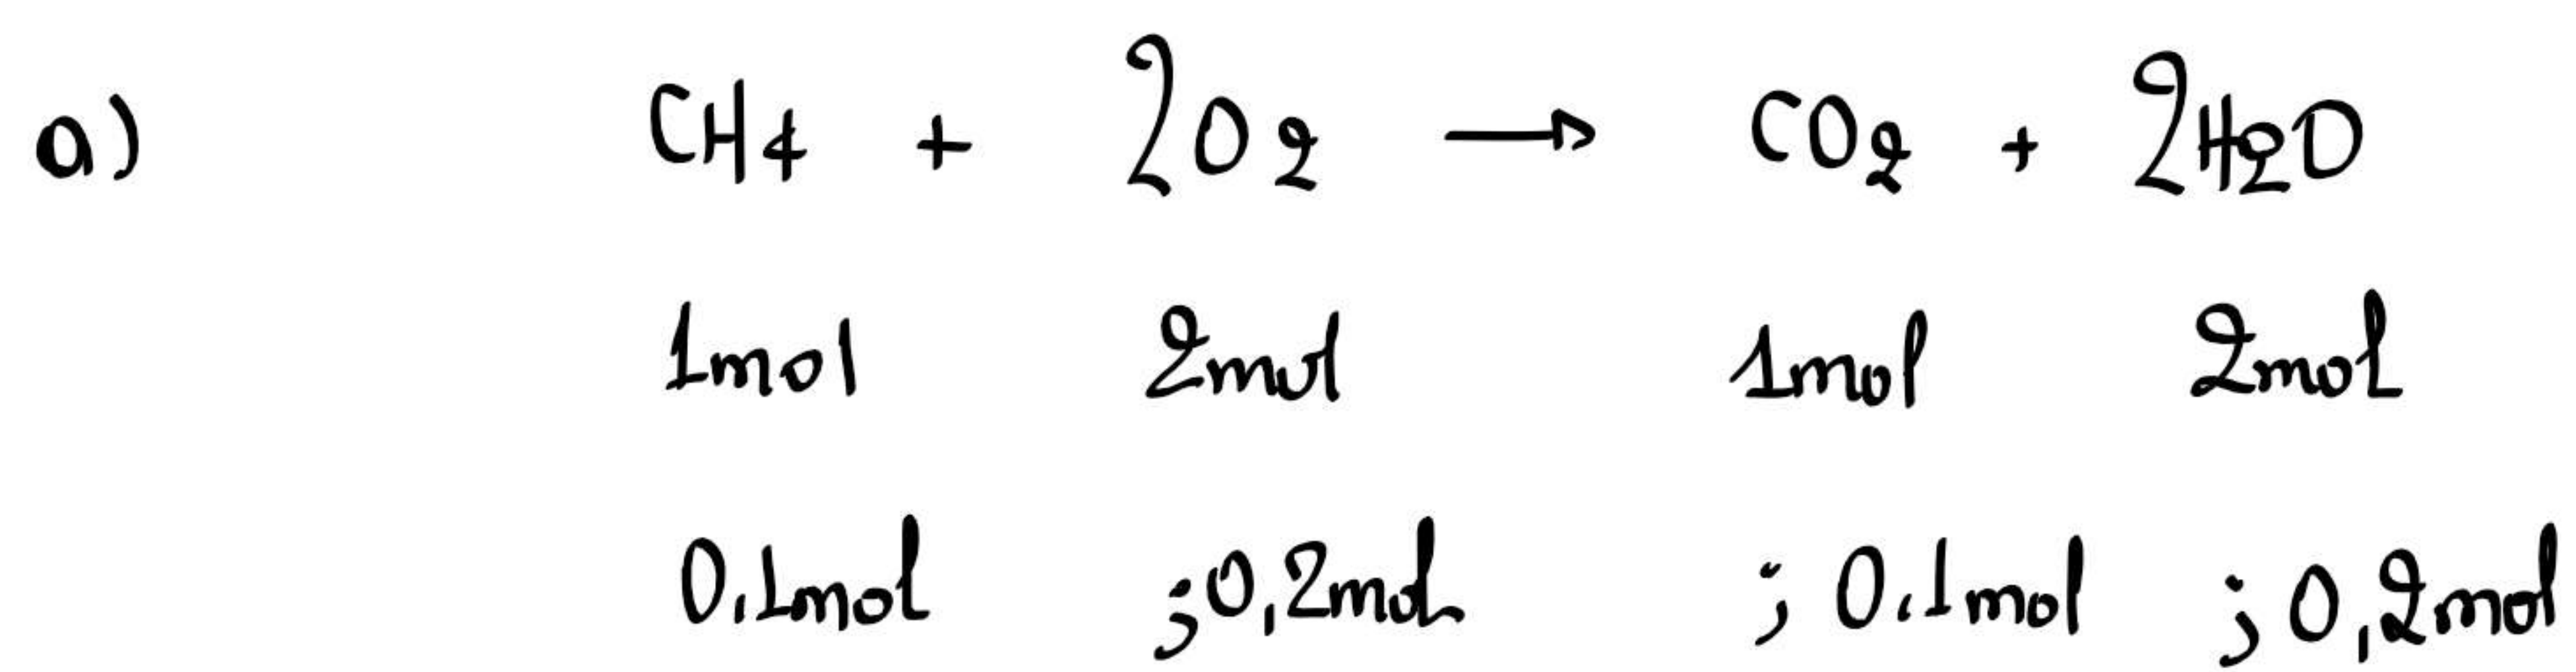 a) CH4 + 2O2 → CO2 + 2H2O
1mol 2mol 1mol 2mol
0,1mol ; 0,2mol ; 0,1mol ; 0,2mol